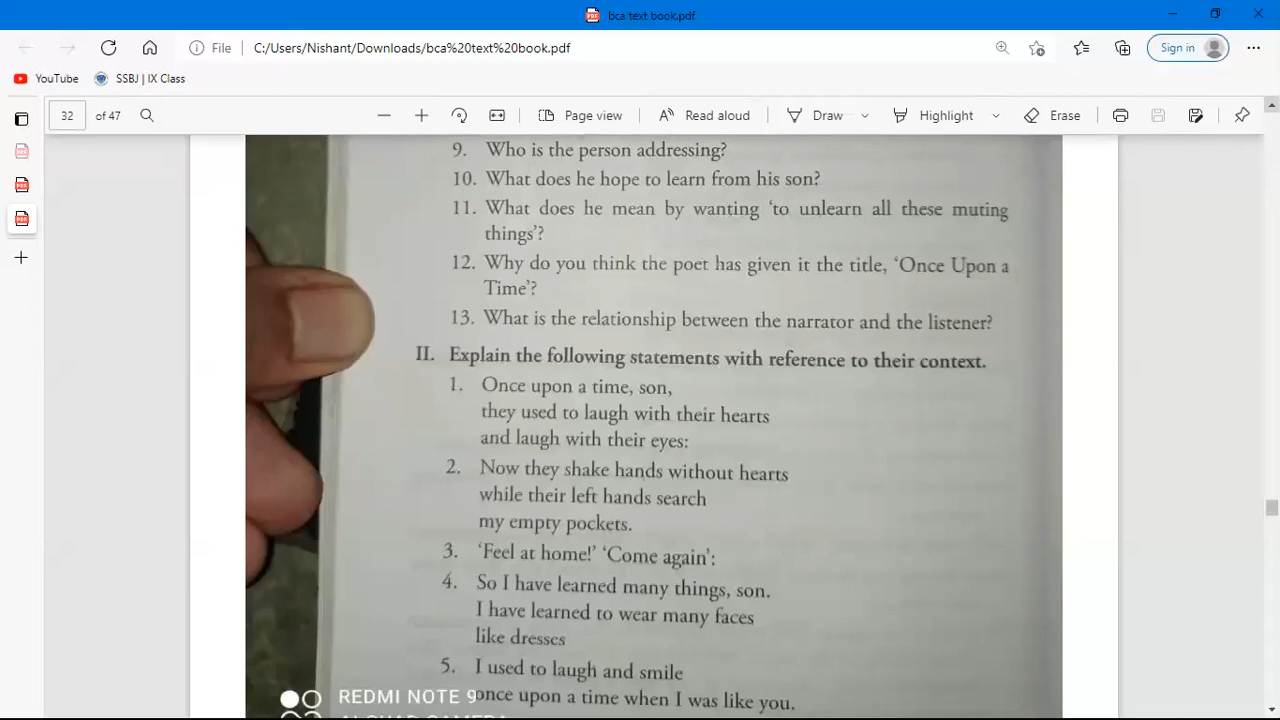 bca text book.pdf
File
C:/Users/Nishant/Downloads/bca%20text%20book.pdf
Sign in
YouTube
SSBJ | IX Class
32 of 47
Page view
Read aloud
Draw
Highlight
Erase
9. Who is the person addressing?
10. What does he hope to learn from his son?
11. What does he mean by wanting ‘to unlearn all these muting
things’?
12. Why do you think the poet has given it the title, ‘Once Upon a
Time’?
13. What is the relationship between the narrator and the listener?
II. Explain the following statements with reference to their context.
1. Once upon a time, son,
they used to laugh with their hearts
and laugh with their eyes:
2. Now they shake hands without hearts
while their left hands search
my empty pockets.
3. ‘Feel at home!’ ‘Come again’:
4. So I have learned many things, son.
I have learned to wear many faces
like dresses
5. I used to laugh and smile
once upon a time when I was like you.
REDMI NOTE 9